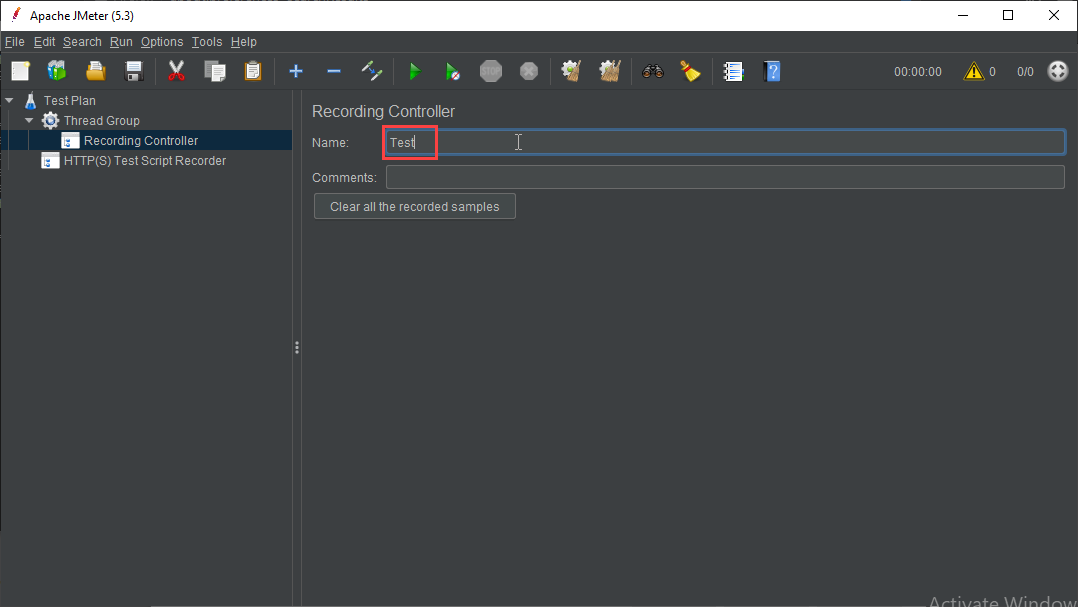 Apache JMeter (5.3)
File Edit Search Run Options Tools Help
STOP
00:00:00 0 0/0
Test Plan
Thread Group
Recording Controller
HTTP(S) Test Script Recorder
Recording Controller
Name: Test
Comments:
Clear all the recorded samples
Activate Window